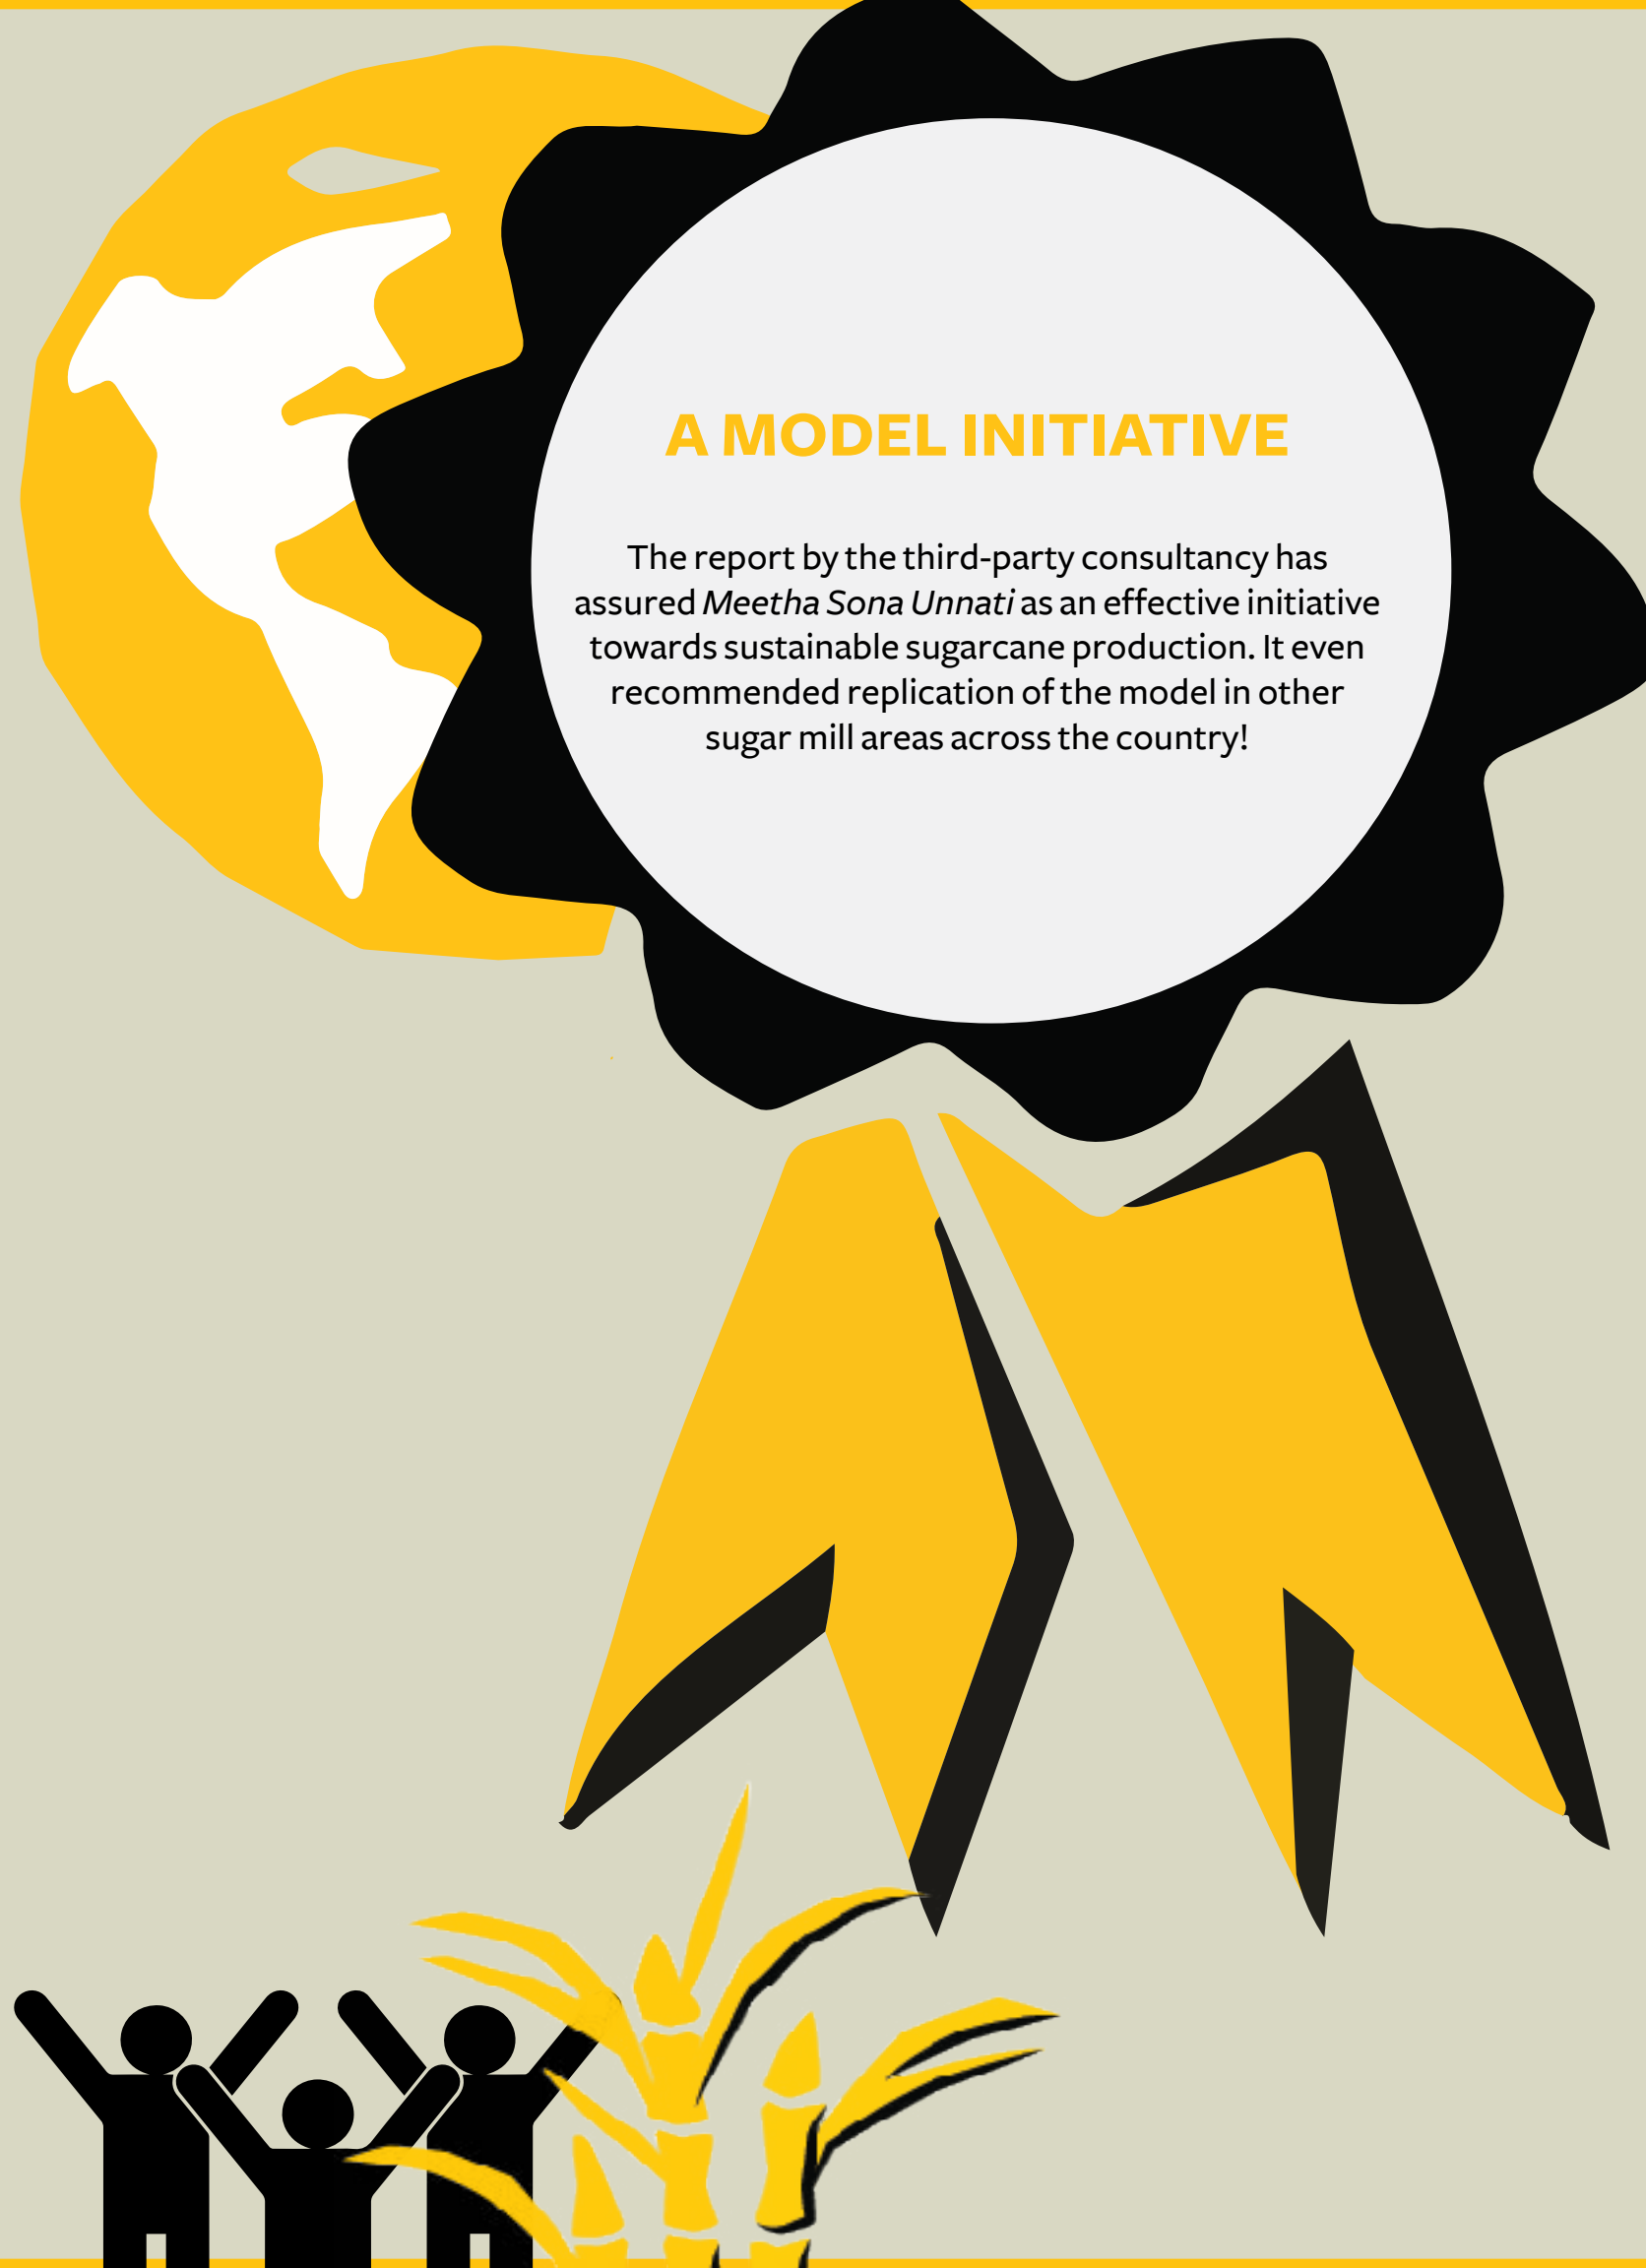 A MODEL INITIATIVE
The report by the third-party consultancy has
assured Meetha Sona Unnati as an effective initiative
towards sustainable sugarcane production. It even
recommended replication of the model in other
sugar mill areas across the country!